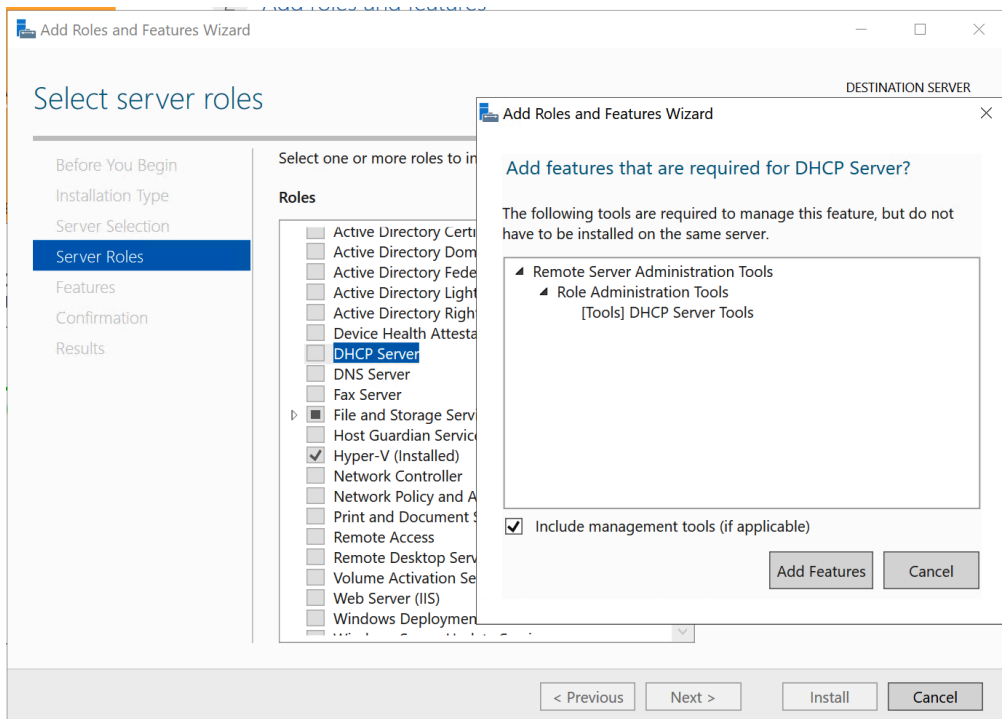 Add roles and features
Add Roles and Features Wizard
Select server roles
DESTINATION SERVER
Before You Begin
Installation Type
Server Selection
Server Roles
Features
Confirmation
Results
Select one or more roles to in
Roles
Active Directory Certi
Active Directory Dom
Active Directory Fede
Active Directory Light
Active Directory Righ
Device Health Attesta
DHCP Server
DNS Server
Fax Server
File and Storage Servi
Host Guardian Service
Hyper-V (Installed)
Network Controller
Network Policy and A
Print and Document S
Remote Access
Remote Desktop Serv
Volume Activation Se
Web Server (IIS)
Windows Deploymen
Add Roles and Features Wizard
Add features that are required for DHCP Server?
The following tools are required to manage this feature, but do not
have to be installed on the same server.
Remote Server Administration Tools
Role Administration Tools
[Tools] DHCP Server Tools
Include management tools (if applicable)
Add Features
Cancel
< Previous
Next >
Install
Cancel